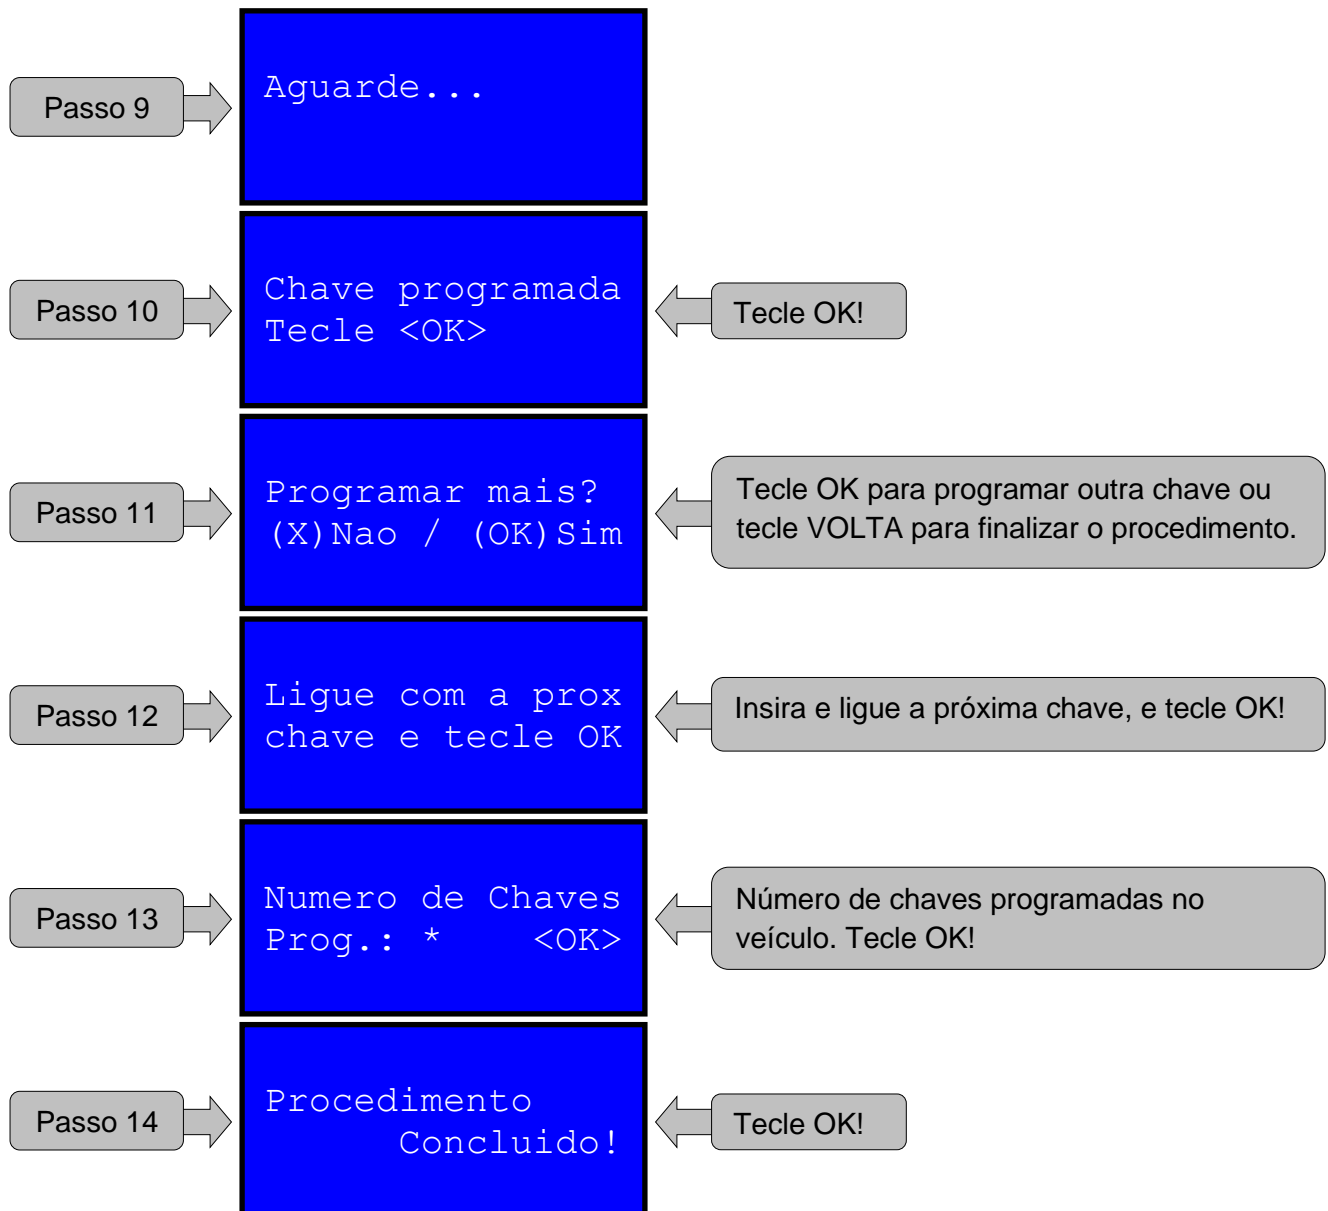 Passo 9
Aguarde...
Passo 10
Chave programada
Tecle <OK>
Tecle OK!
Passo 11
Programar mais?
(X)Nao / (OK)Sim
Tecle OK para programar outra chave ou
tecle VOLTA para finalizar o procedimento.
Passo 12
Ligue com a prox
chave e tecle OK
Insira e ligue a próxima chave, e tecle OK!
Passo 13
Numero de Chaves
Prog.: * <OK>
Número de chaves programadas no
veículo. Tecle OK!
Passo 14
Procedimento
Concluido!
Tecle OK!